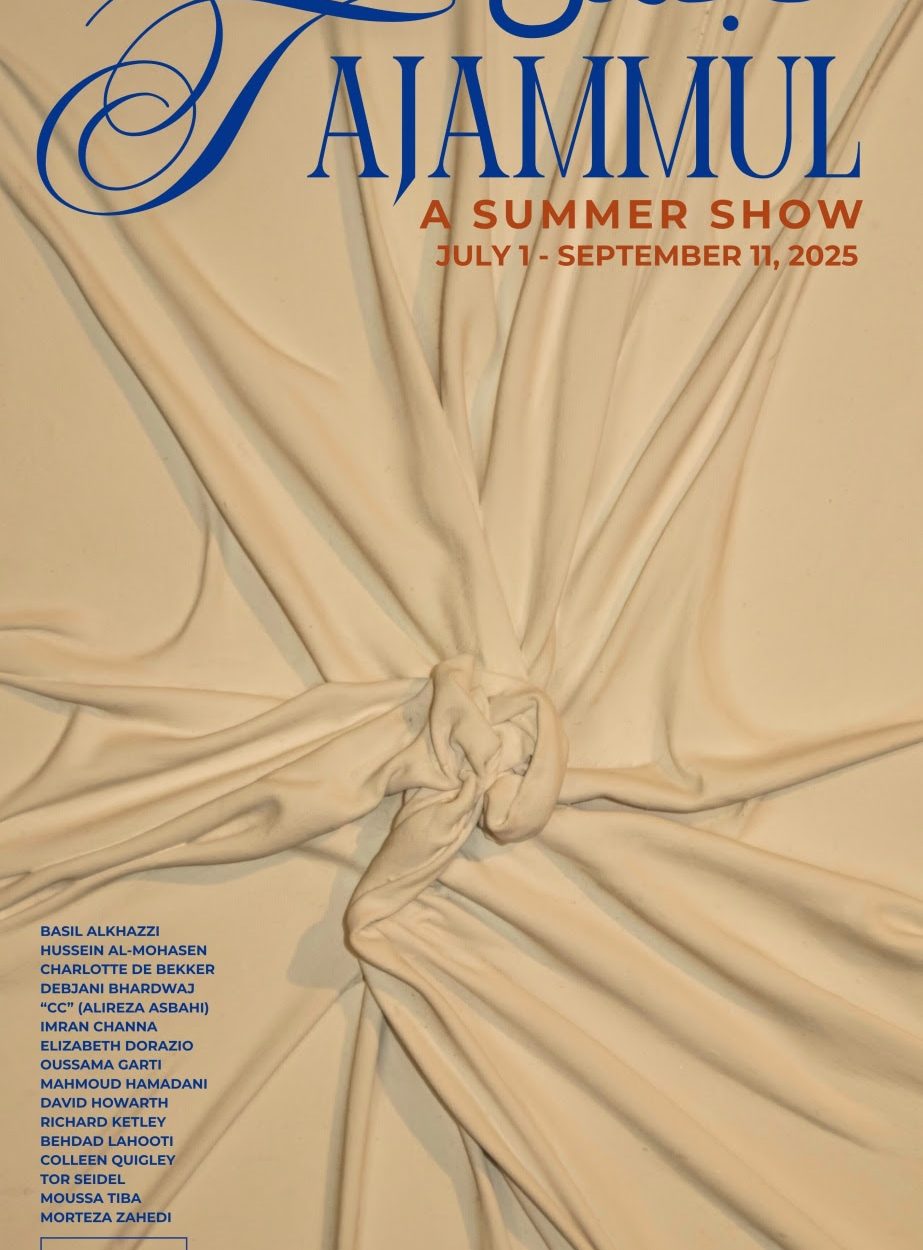 TAJAMMUL
A SUMMER SHOW
JULY 1 - SEPTEMBER 11, 2025
BASIL ALKHAZZI
HUSSEIN AL-MOHASEN
CHARLOTTE DE BEKKER
DEBJANI BHARDWAJ
“CC” (ALIREZA ASBAHI)
IMRAN CHANNA
ELIZABETH DORAZIO
OUSSAMA GARTI
MAHMOUD HAMADANI
DAVID HOWARTH
RICHARD KETLEY
BEHDAD LAHOOTI
COLLEEN QUIGLEY
TOR SEIDEL
MOUSSA TIBA
MORTEZA ZAHEDI